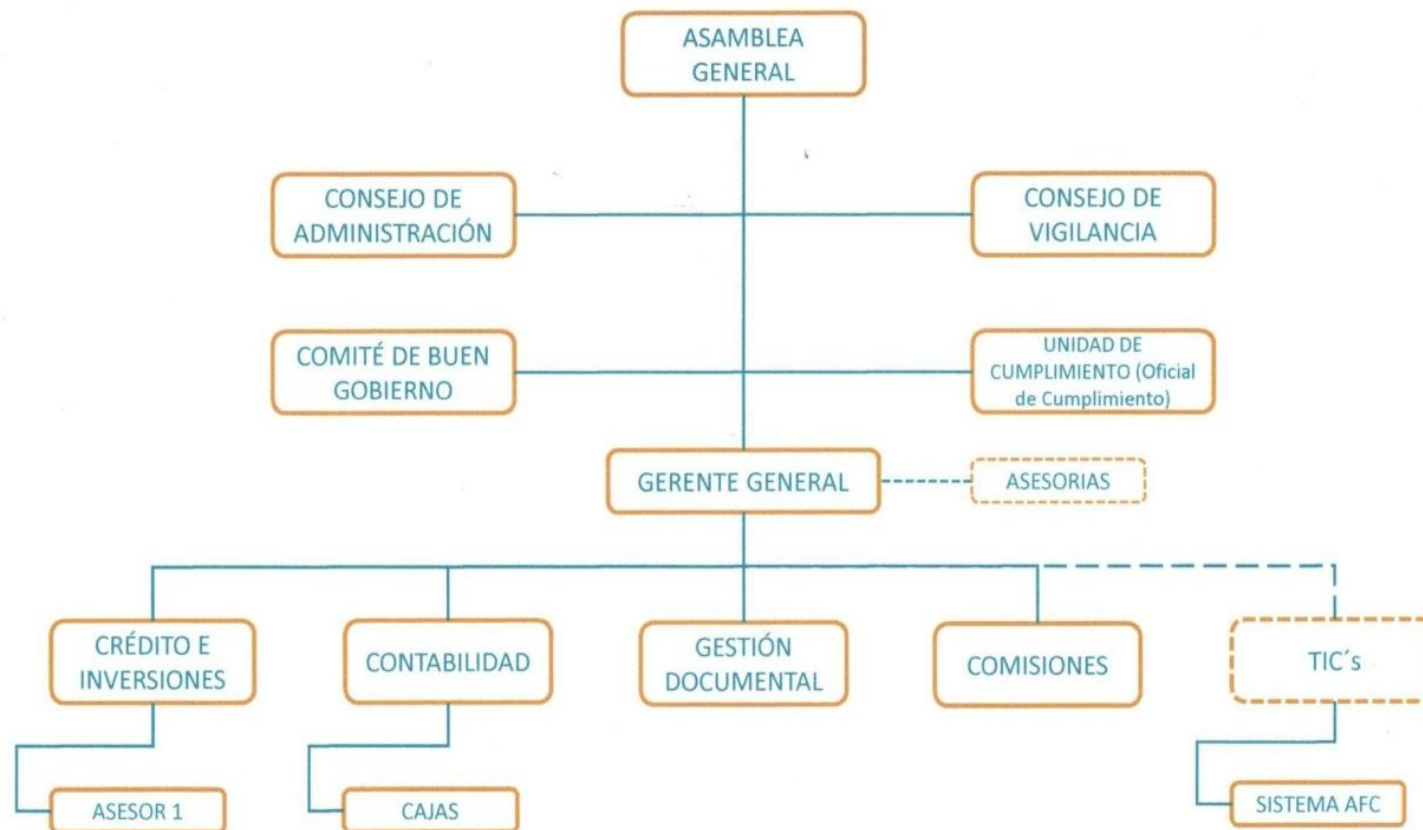 ASAMBLEA
GENERAL
CONSEJO DE
ADMINISTRACIÓN
CONSEJO DE
VIGILANCIA
COMITÉ DE BUEN
GOBIERNO
UNIDAD DE
CUMPLIMIENTO (Oficial
de Cumplimiento)
GERENTE GENERAL
ASESORIAS
CRÉDITO E
INVERSIONES
CONTABILIDAD
GESTIÓN
DOCUMENTAL
COMISIONES
TIC´s
ASESOR 1
CAJAS
SISTEMA AFC